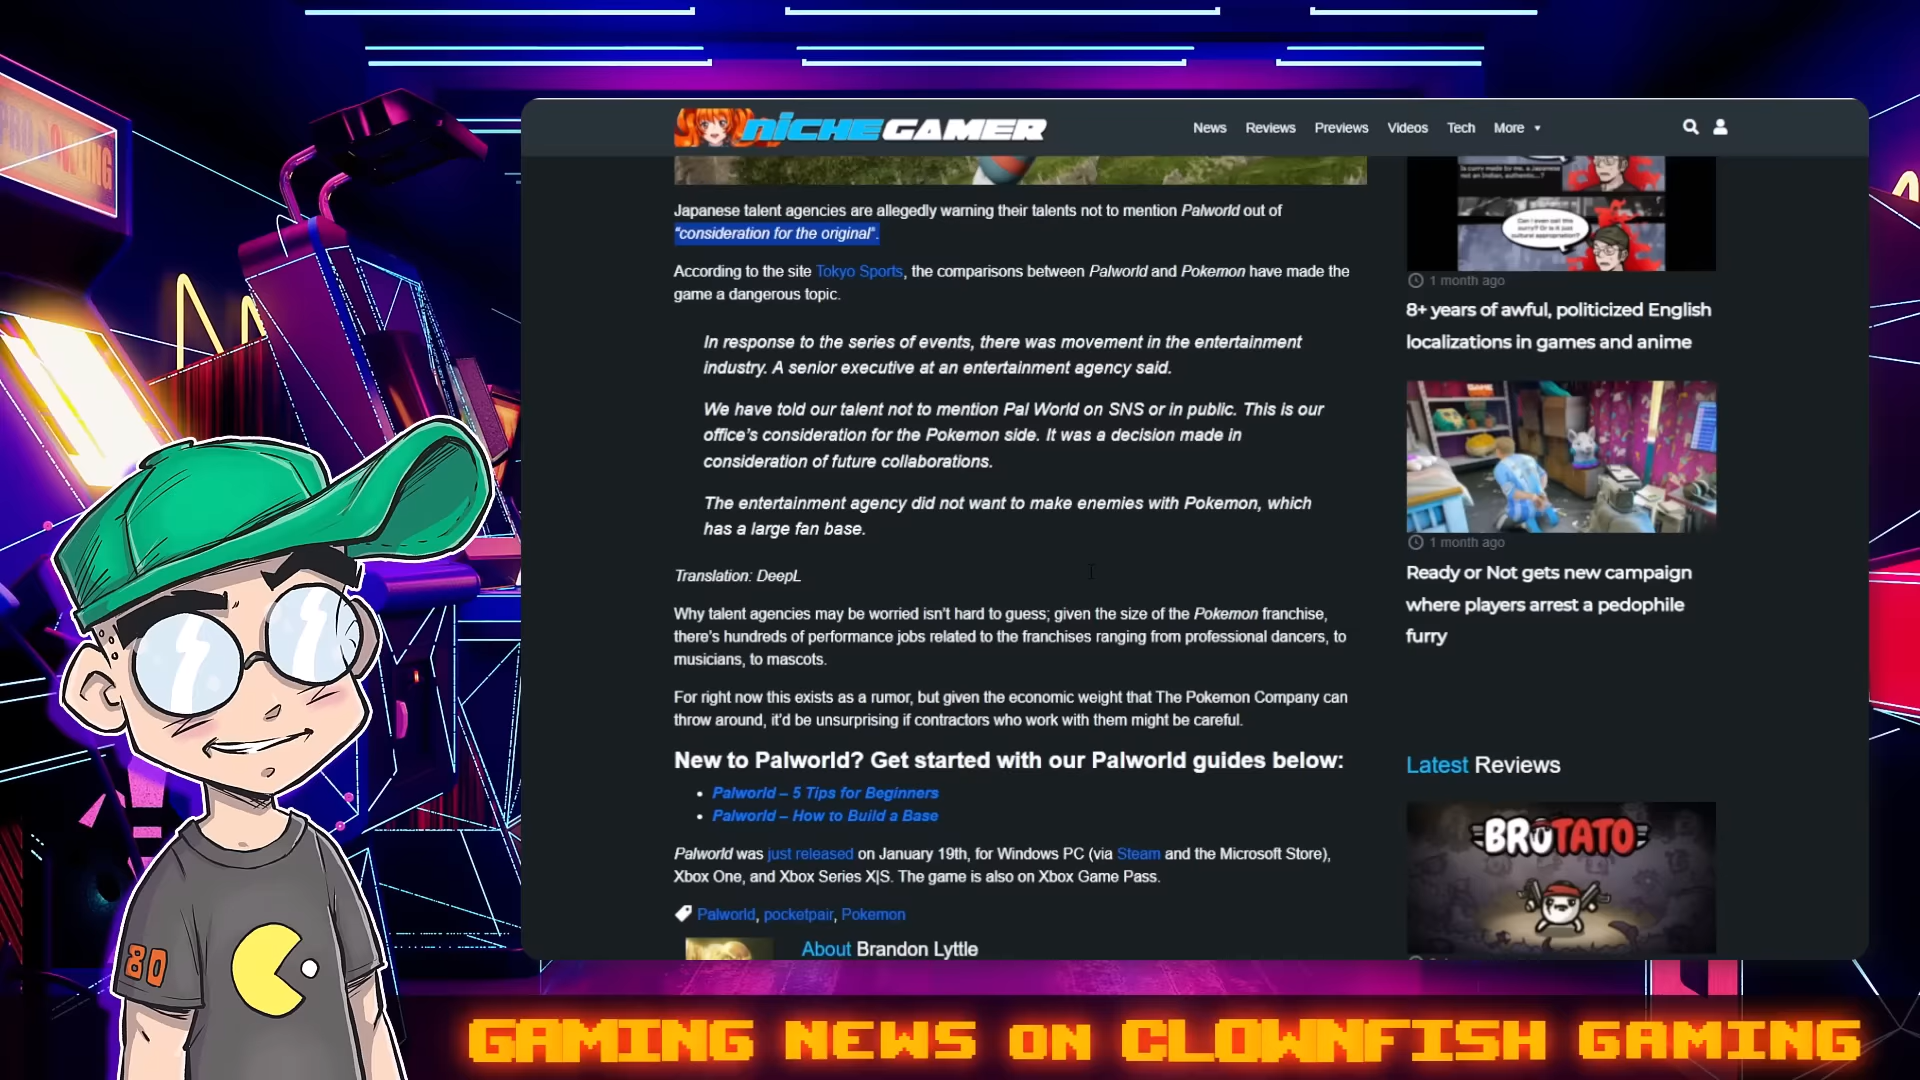 NICHEGAMER
News Reviews Previews Videos Tech More
Japanese talent agencies are allegedly warning their talents not to mention Palworld out of
“consideration for the original”.
According to the site Tokyo Sports, the comparisons between Palworld and Pokemon have made the
game a dangerous topic.
In response to the series of events, there was movement in the entertainment
industry. A senior executive at an entertainment agency said.
We have told our talent not to mention Pal World on SNS or in public. This is our
office’s consideration for the Pokemon side. It was a decision made in
consideration of future collaborations.
The entertainment agency did not want to make enemies with Pokemon, which
has a large fan base.
Translation: DeepL
Why talent agencies may be worried isn’t hard to guess; given the size of the Pokemon franchise,
there’s hundreds of performance jobs related to the franchises ranging from professional dancers, to
musicians, to mascots.
For right now this exists as a rumor, but given the economic weight that The Pokemon Company can
throw around, it’d be unsurprising if contractors who work with them might be careful.
New to Palworld? Get started with our Palworld guides below:
• Palworld – 5 Tips for Beginners
• Palworld – How to Build a Base
Palworld was just released on January 19th, for Windows PC (via Steam and the Microsoft Store),
Xbox One, and Xbox Series X|S. The game is also on Xbox Game Pass.
Palworld, pocketpair, Pokemon
About Brandon Lyttle
Can I even call this
curry? Or is it just
cultural appropriation?
1 month ago
8+ years of awful, politicized English
localizations in games and anime
1 month ago
Ready or Not gets new campaign
where players arrest a pedophile
furry
Latest Reviews
BROTATO
80
GAMING NEWS ON CLOWNFISH GAMING